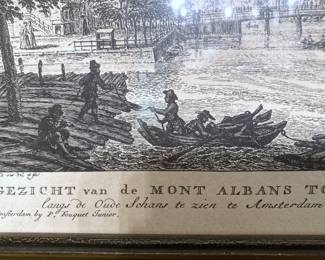 GEZICHT van de MONT ALBANS TO
langs de Oude Schans te zien te Amsterdam
msterdam by P. Fouquet Junior.